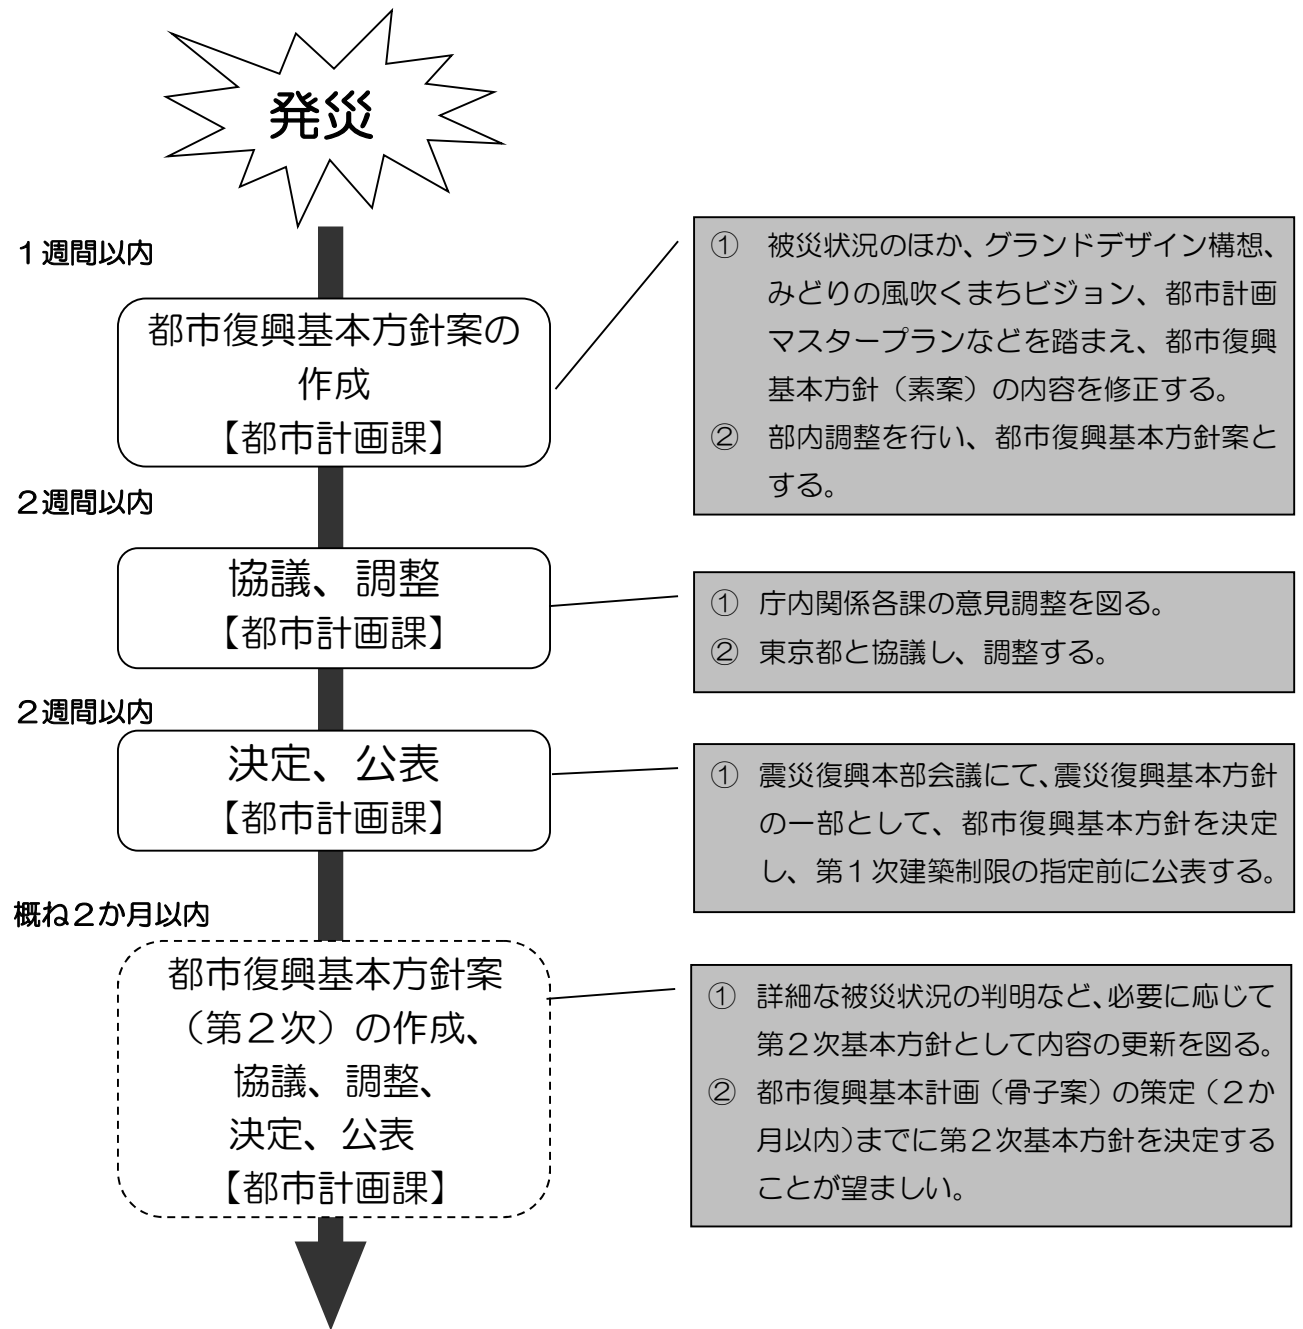 発災
１週間以内
都市復興基本方針案の
作成
【都市計画課】
① 被災状況のほか、グランドデザイン構想、
みどりの風吹くまちビジョン、都市計画
マスタープランなどを踏まえ、都市復興
基本方針（素案）の内容を修正する。
② 部内調整を行い、都市復興基本方針案と
する。
２週間以内
協議、調整
【都市計画課】
① 庁内関係各課の意見調整を図る。
② 東京都と協議し、調整する。
２週間以内
決定、公表
【都市計画課】
① 震災復興本部会議にて、震災復興基本方針
の一部として、都市復興基本方針を決定
し、第１次建築制限の指定前に公表する。
概ね２か月以内
都市復興基本方針案
（第２次）の作成、
協議、調整、
決定、公表
【都市計画課】
① 詳細な被災状況の判明など、必要に応じて
第２次基本方針として内容の更新を図る。
② 都市復興基本計画（骨子案）の策定（２か
月以内）までに第２次基本方針を決定する
ことが望ましい。